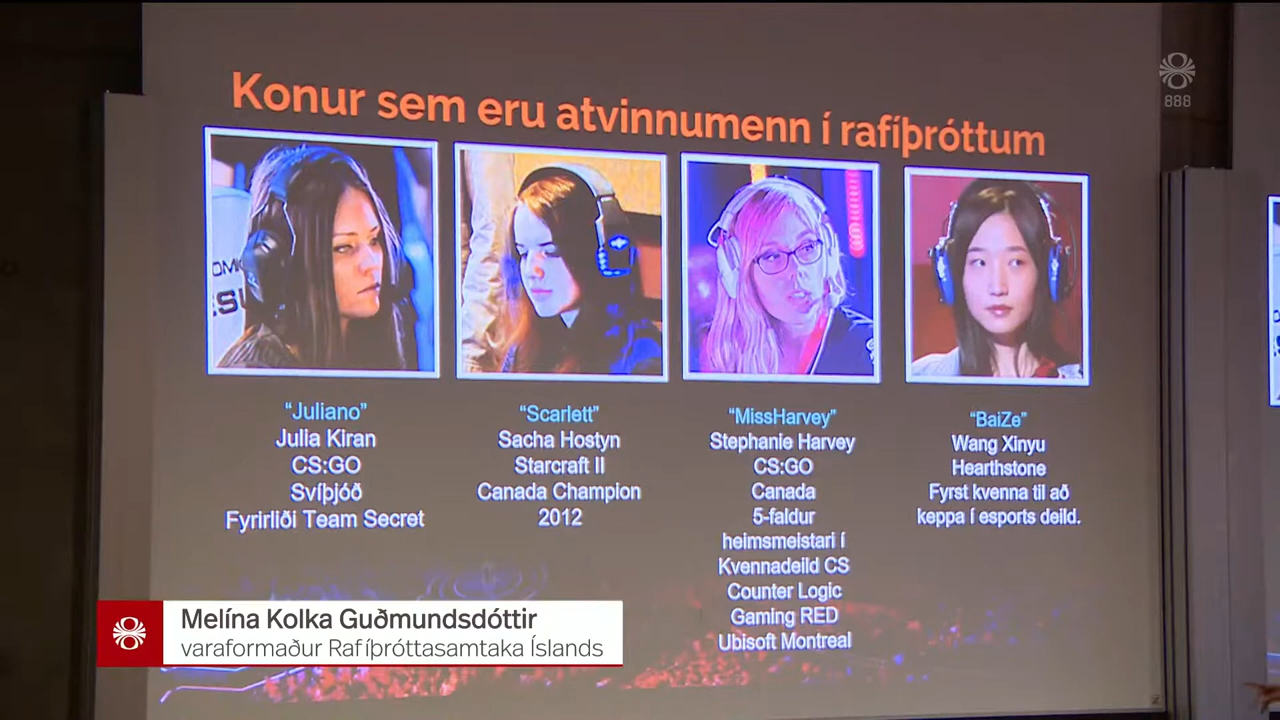 888
Konur sem eru atvinnumenn í rafíþróttum
"Juliano"
Julia Kiran
CS:GO
Svíþjóð
Fyrirliði Team Secret
"Scarlett"
Sacha Hostyn
Starcraft II
Canada Champion
2012
"MissHarvey"
Stephanie Harvey
CS:GO
Canada
5-faldur
heimsmeistari í
Kvennadeild CS
Counter Logic
Gaming RED
Ubisoft Montreal
"BaiZe"
Wang Xinyu
Hearthstone
Fyrst kvenna til að
keppa í esports deild.
Melína Kolka Guðmundsdóttir
varaformaður Rafíþróttasamtaka Íslands